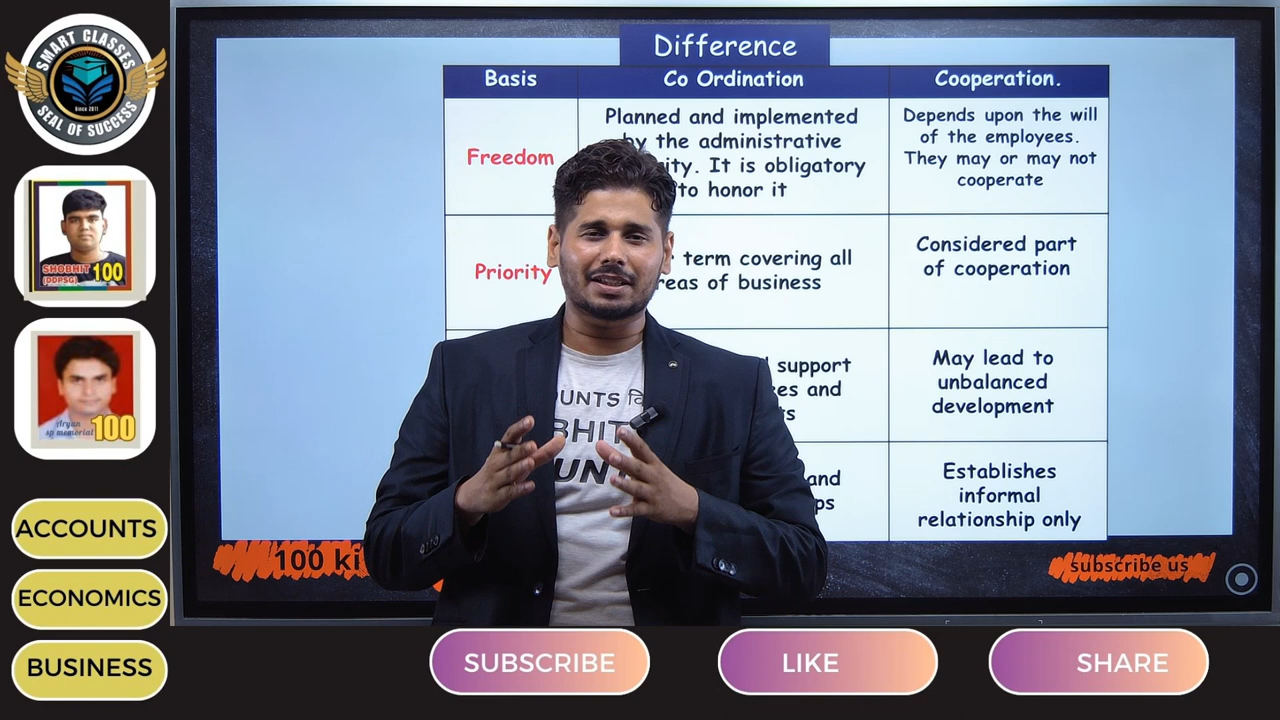 SMART CLASSES
Since 2011
SEAL OF SUCCESS
SHOBHIT
(DDPSG)
100
Aryan
sp memorial
100
ACCOUNTS
ECONOMICS
BUSINESS
Difference
Basis
Co Ordination
Cooperation.
Freedom
Planned and implemented
by the administrative
It is obligatory
to honor it
Depends upon the will
of the employees.
They may or may not
cooperate
Priority
term covering all
areas of business
Considered part
of cooperation
support
and
May lead to
unbalanced
development
and
Establishes
informal
relationship only
100 ki
subscribe us
SUBSCRIBE
LIKE
SHARE